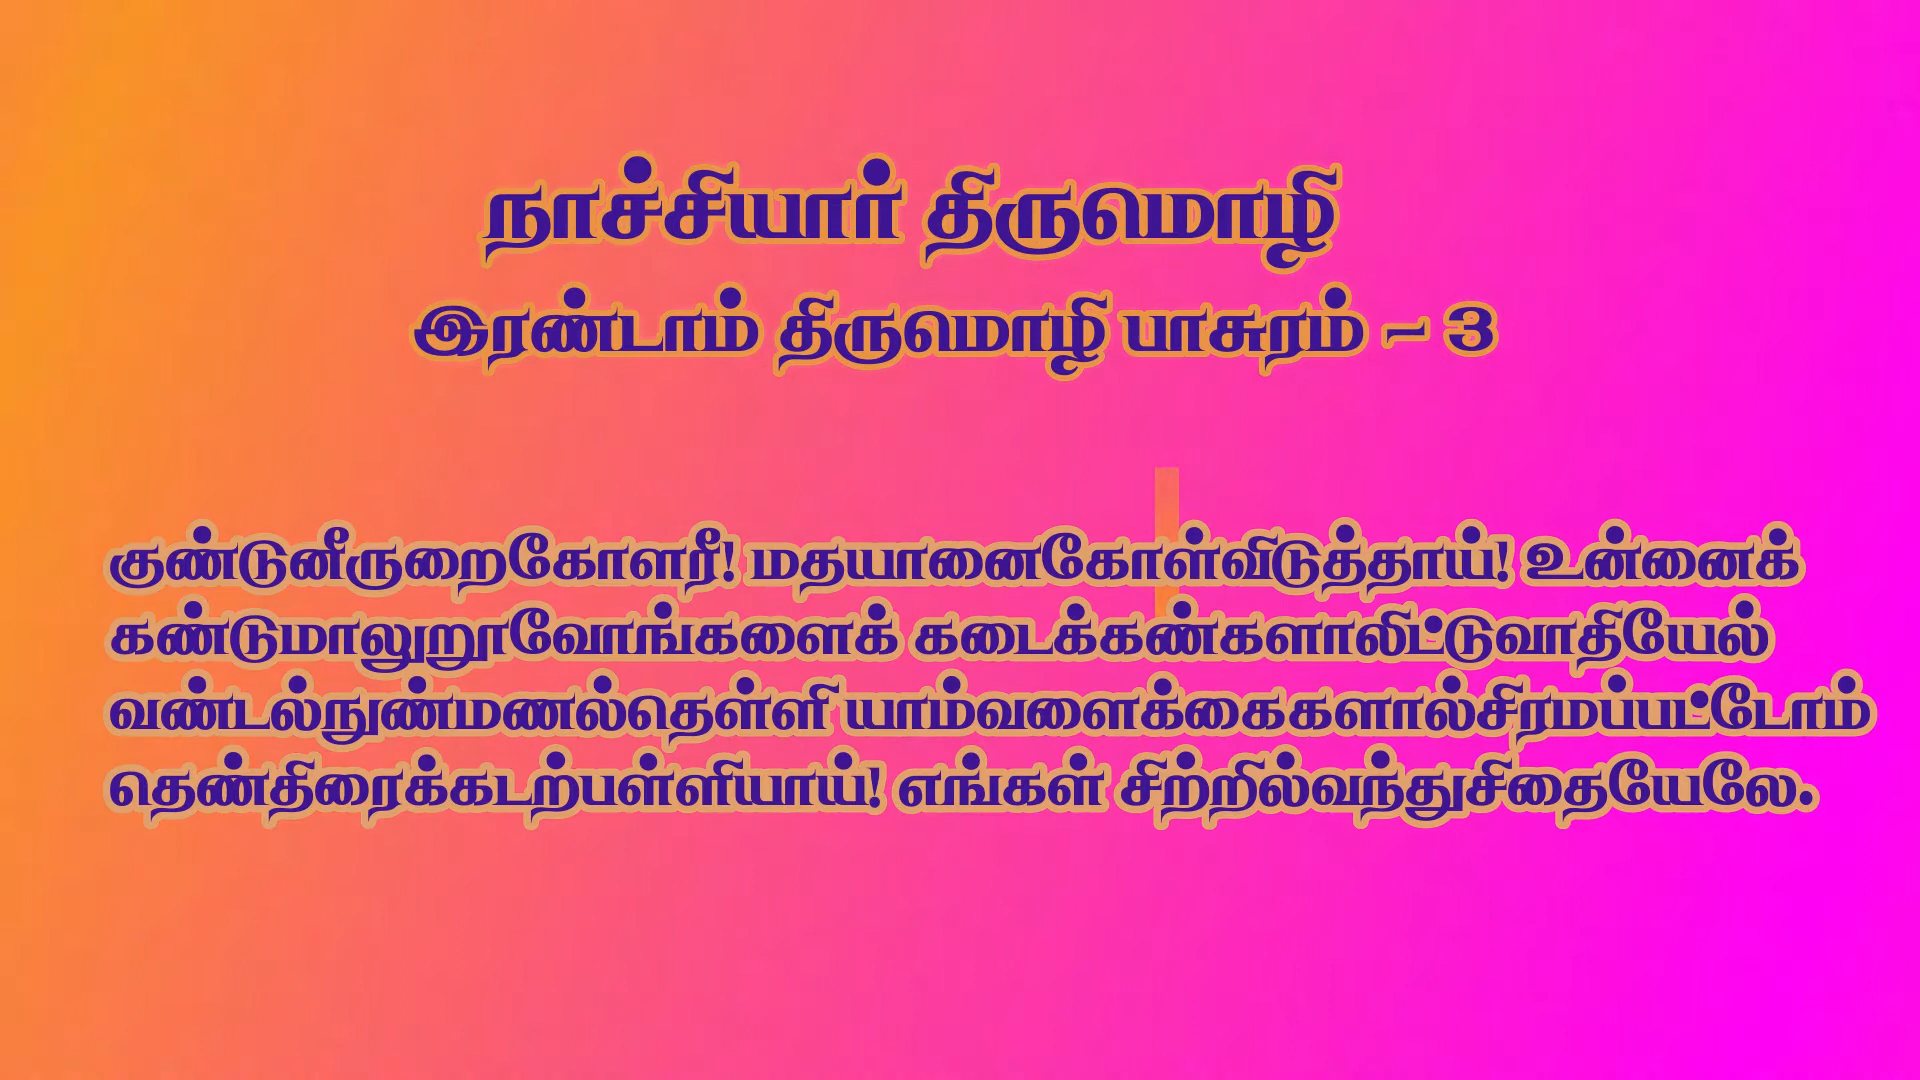 நாச்சியார் திருமொழி
இரண்டாம் திருமொழி பாசுரம் - 3
குண்டுனீருறைகோளரீ! மதயானைகோள்விடுத்தாய்! உன்னைக்
கண்டுமாலுறூவோங்களைக் கடைக்கண்களாலிட்டுவாதியேல்
வண்டல்நுண்மணல்தெள்ளி யாம்வளைக்கைகளால்சிரமப்பட்டோம்
தெண்திரைக்கடற்பள்ளியாய்! எங்கள் சிற்றில்வந்துசிதையேலே.